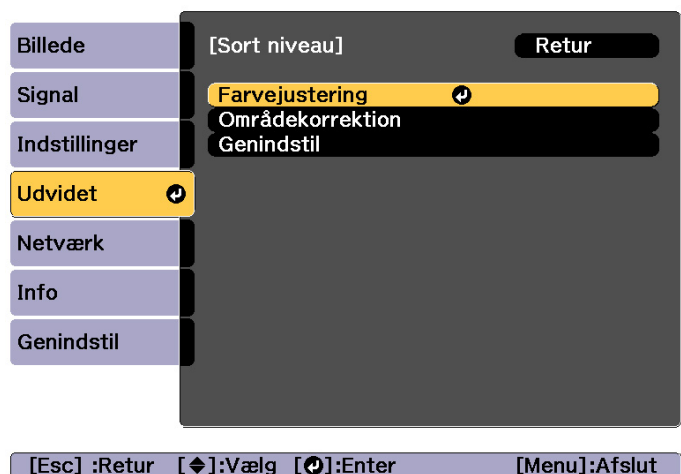 Billede
Signal
Indstillinger
Udvidet
Netværk
Info
Genindstil
[Sort niveau] Retur
Farvejustering
Områdekorrektion
Genindstil
[Esc] :Retur [ ]:Vælg [ ]:Enter [Menu]:Afslut